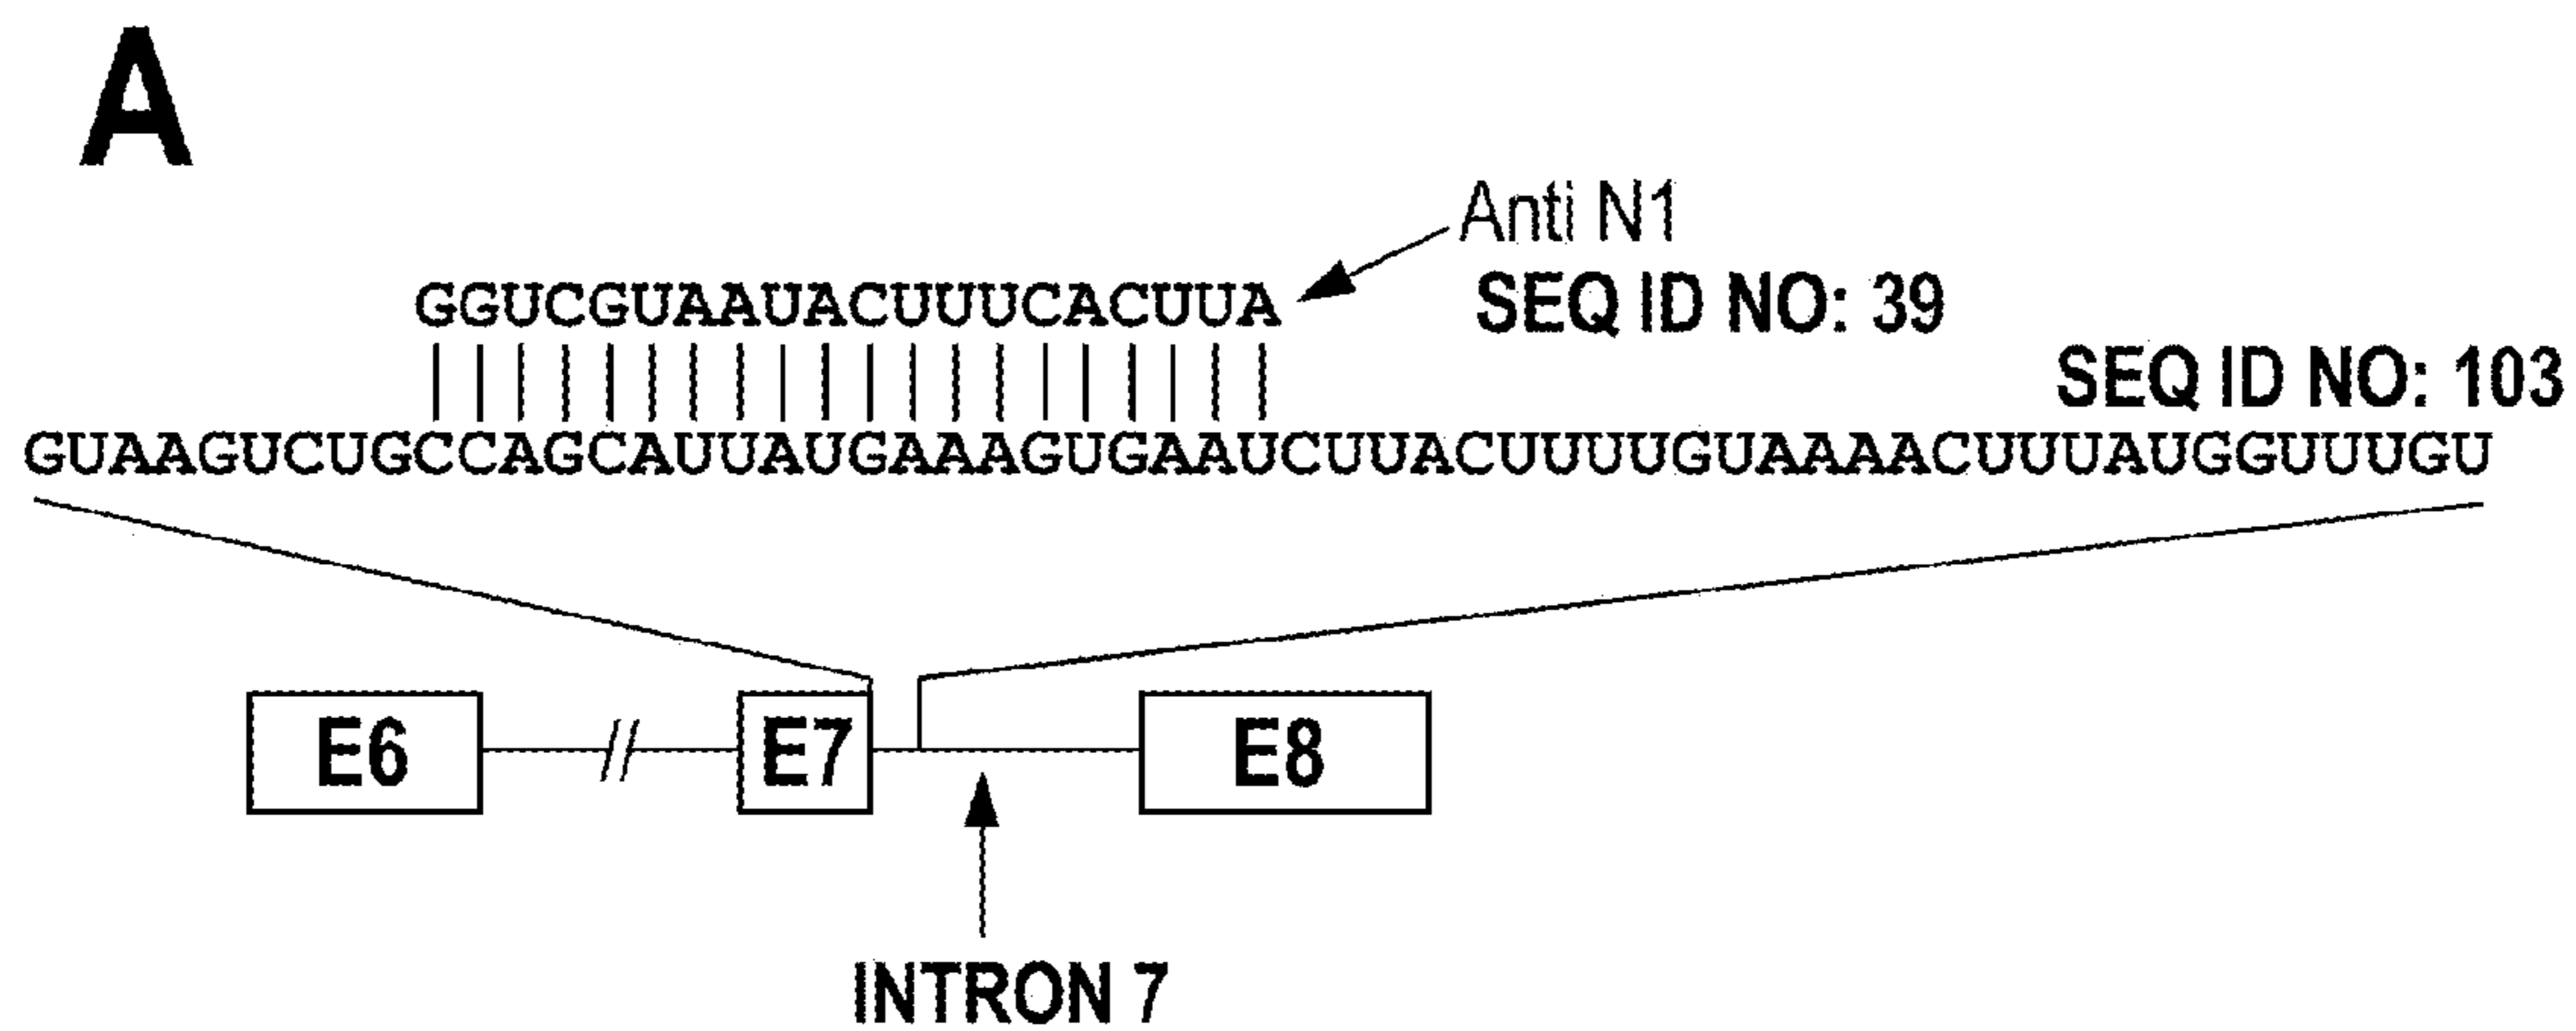 A
Anti N1
GGUCGUAAUACUUUCACUUA SEQ ID NO: 39
SEQ ID NO: 103
GUAAGUCUGCCAGCAUUAUGAAAGUGAAUCUUACUUUUGUAAAACUUUAUGGUUUGU
E6 E7 E8
INTRON 7